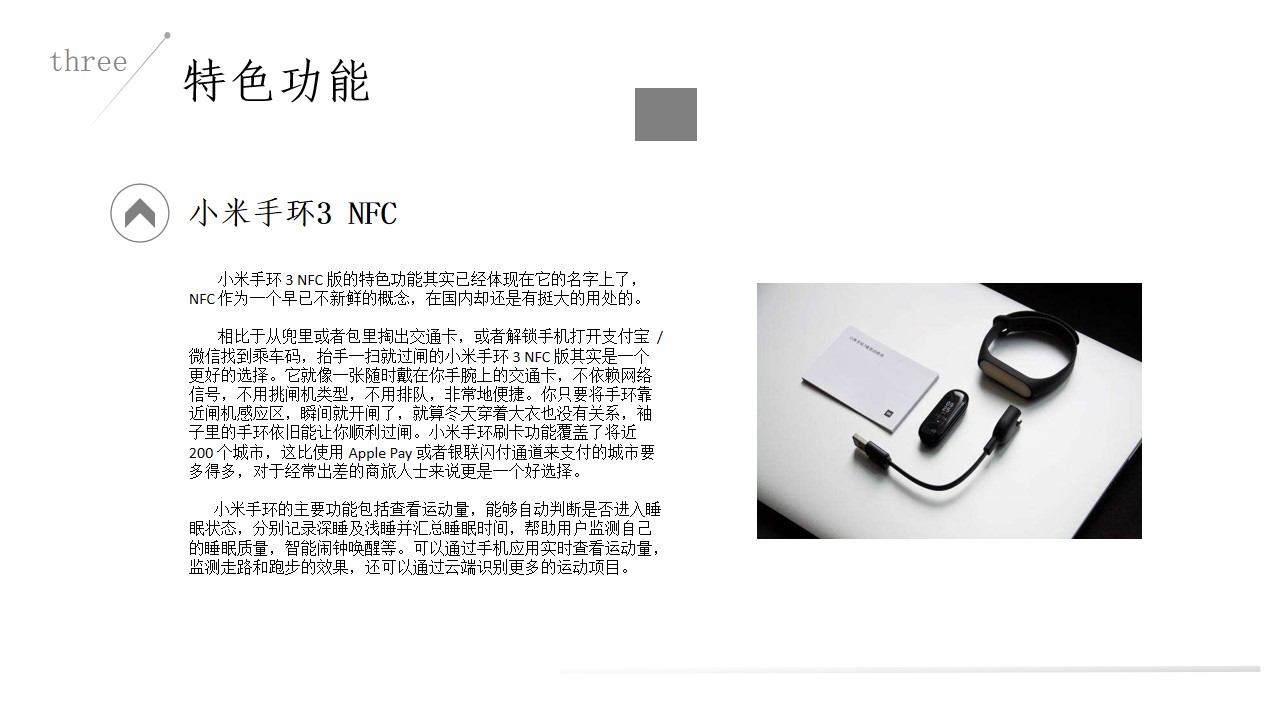 three
特色功能
小米手环3 NFC
小米手环 3 NFC 版的特色功能其实已经体现在它的名字上了，
NFC 作为一个早已不新鲜的概念，在国内却还是有挺大的用处的。
相比于从兜里或者包里掏出交通卡，或者解锁手机打开支付宝 /
微信找到乘车码，抬手一扫就过闸的小米手环 3 NFC 版其实是一个
更好的选择。它就像一张随时戴在你手腕上的交通卡，不依赖网络
信号，不用挑闸机类型，不用排队，非常地便捷。你只要将手环靠
近闸机感应区，瞬间就开闸了，就算冬天穿着大衣也没有关系，袖
子里的手环依旧能让你顺利过闸。小米手环刷卡功能覆盖了将近
200 个城市，这比使用 Apple Pay 或者银联闪付通道来支付的城市要
多得多，对于经常出差的商旅人士来说更是一个好选择。
小米手环的主要功能包括查看运动量，能够自动判断是否进入睡
眠状态，分别记录深睡及浅睡并汇总睡眠时间，帮助用户监测自己
的睡眠质量，智能闹钟唤醒等。可以通过手机应用实时查看运动量，
监测走路和跑步的效果，还可以通过云端识别更多的运动项目。